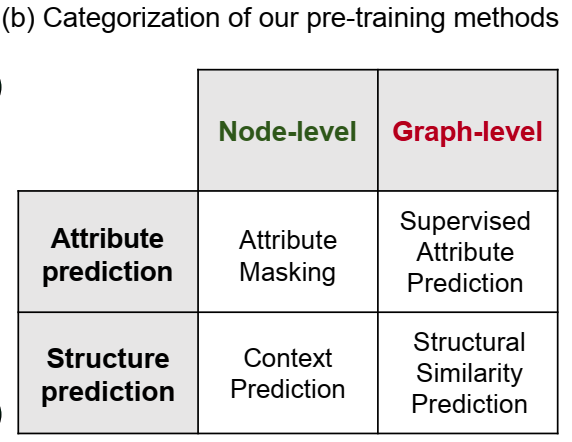 (b) Categorization of our pre-training methods
Node-level
Graph-level
Attribute
prediction
Attribute
Masking
Supervised
Attribute
Prediction
Structure
prediction
Context
Prediction
Structural
Similarity
Prediction